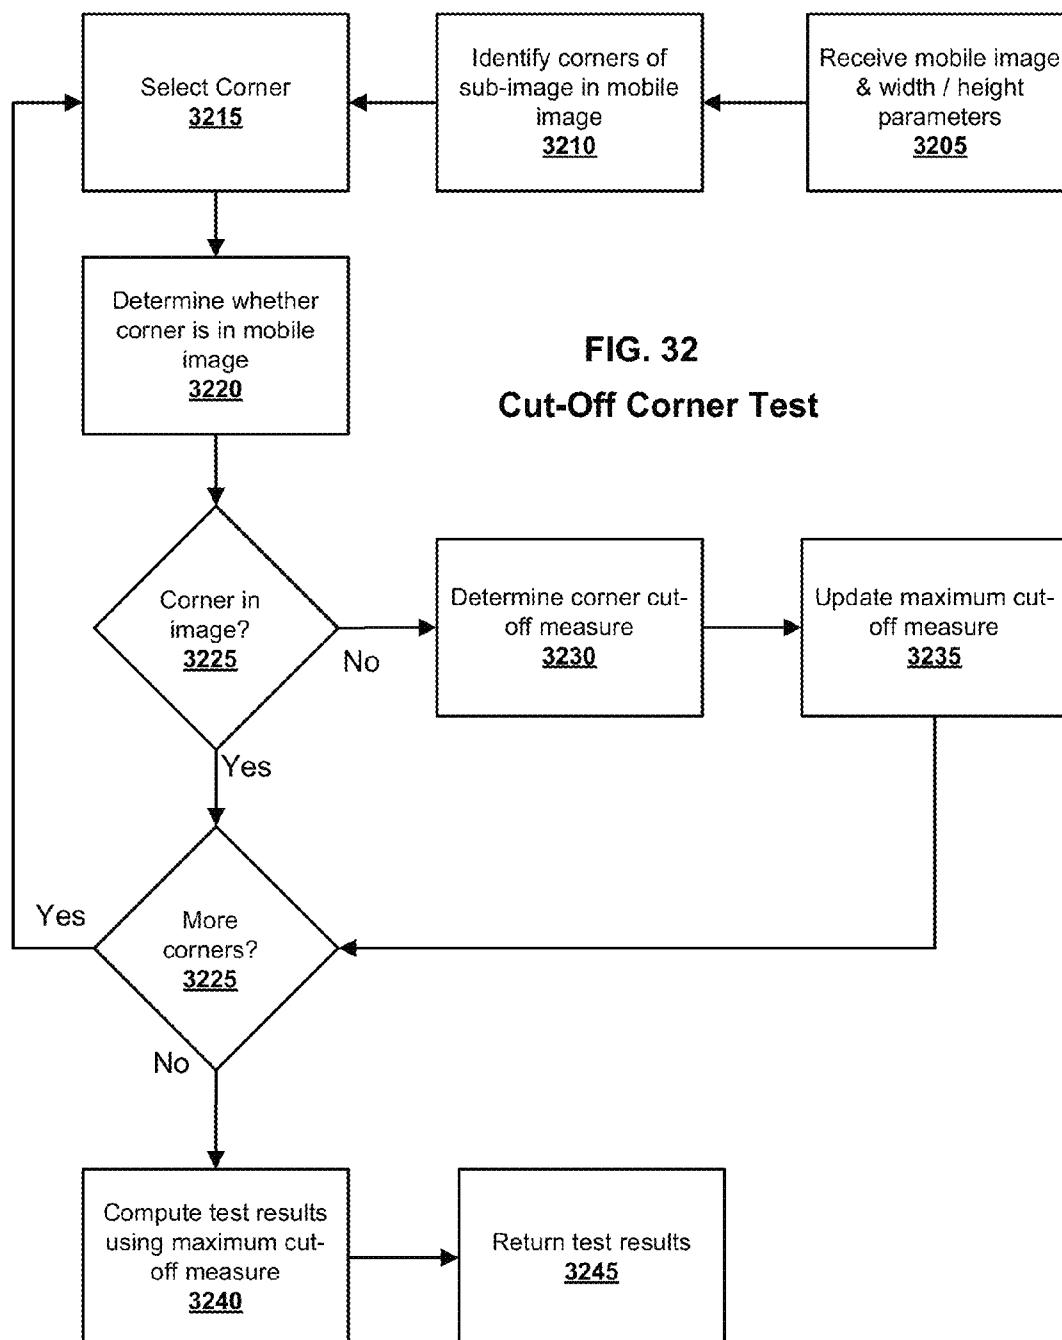 Select Corner
3215
Identify corners of
sub-image in mobile
image
3210
Receive mobile image
& width / height
parameters
3205
Determine whether
corner is in mobile
image
3220
FIG. 32
Cut-Off Corner Test
Corner in
image?
3225
No
Yes
Determine corner cut-
off measure
3230
Update maximum cut-
off measure
3235
More
corners?
3225
Yes
No
Compute test results
using maximum cut-
off measure
3240
Return test results
3245